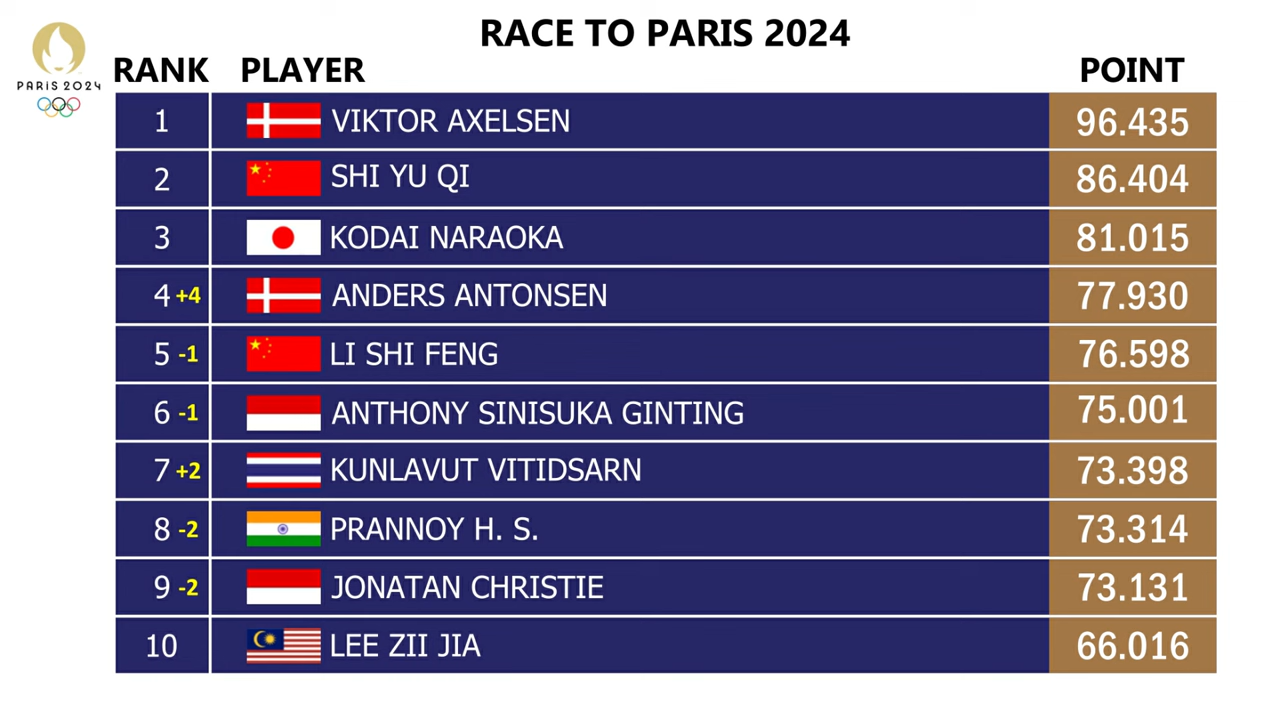 RACE TO PARIS 2024
PARIS 2024
RANK PLAYER POINT
1 VIKTOR AXELSEN 96.435
2 SHI YU QI 86.404
3 KODAI NARAOKA 81.015
4 +4 ANDERS ANTONSEN 77.930
5 -1 LI SHI FENG 76.598
6 -1 ANTHONY SINISUKA GINTING 75.001
7 +2 KUNLAVUT VITIDSARN 73.398
8 -2 PRANNOY H. S. 73.314
9 -2 JONATAN CHRISTIE 73.131
10 LEE ZII JIA 66.016